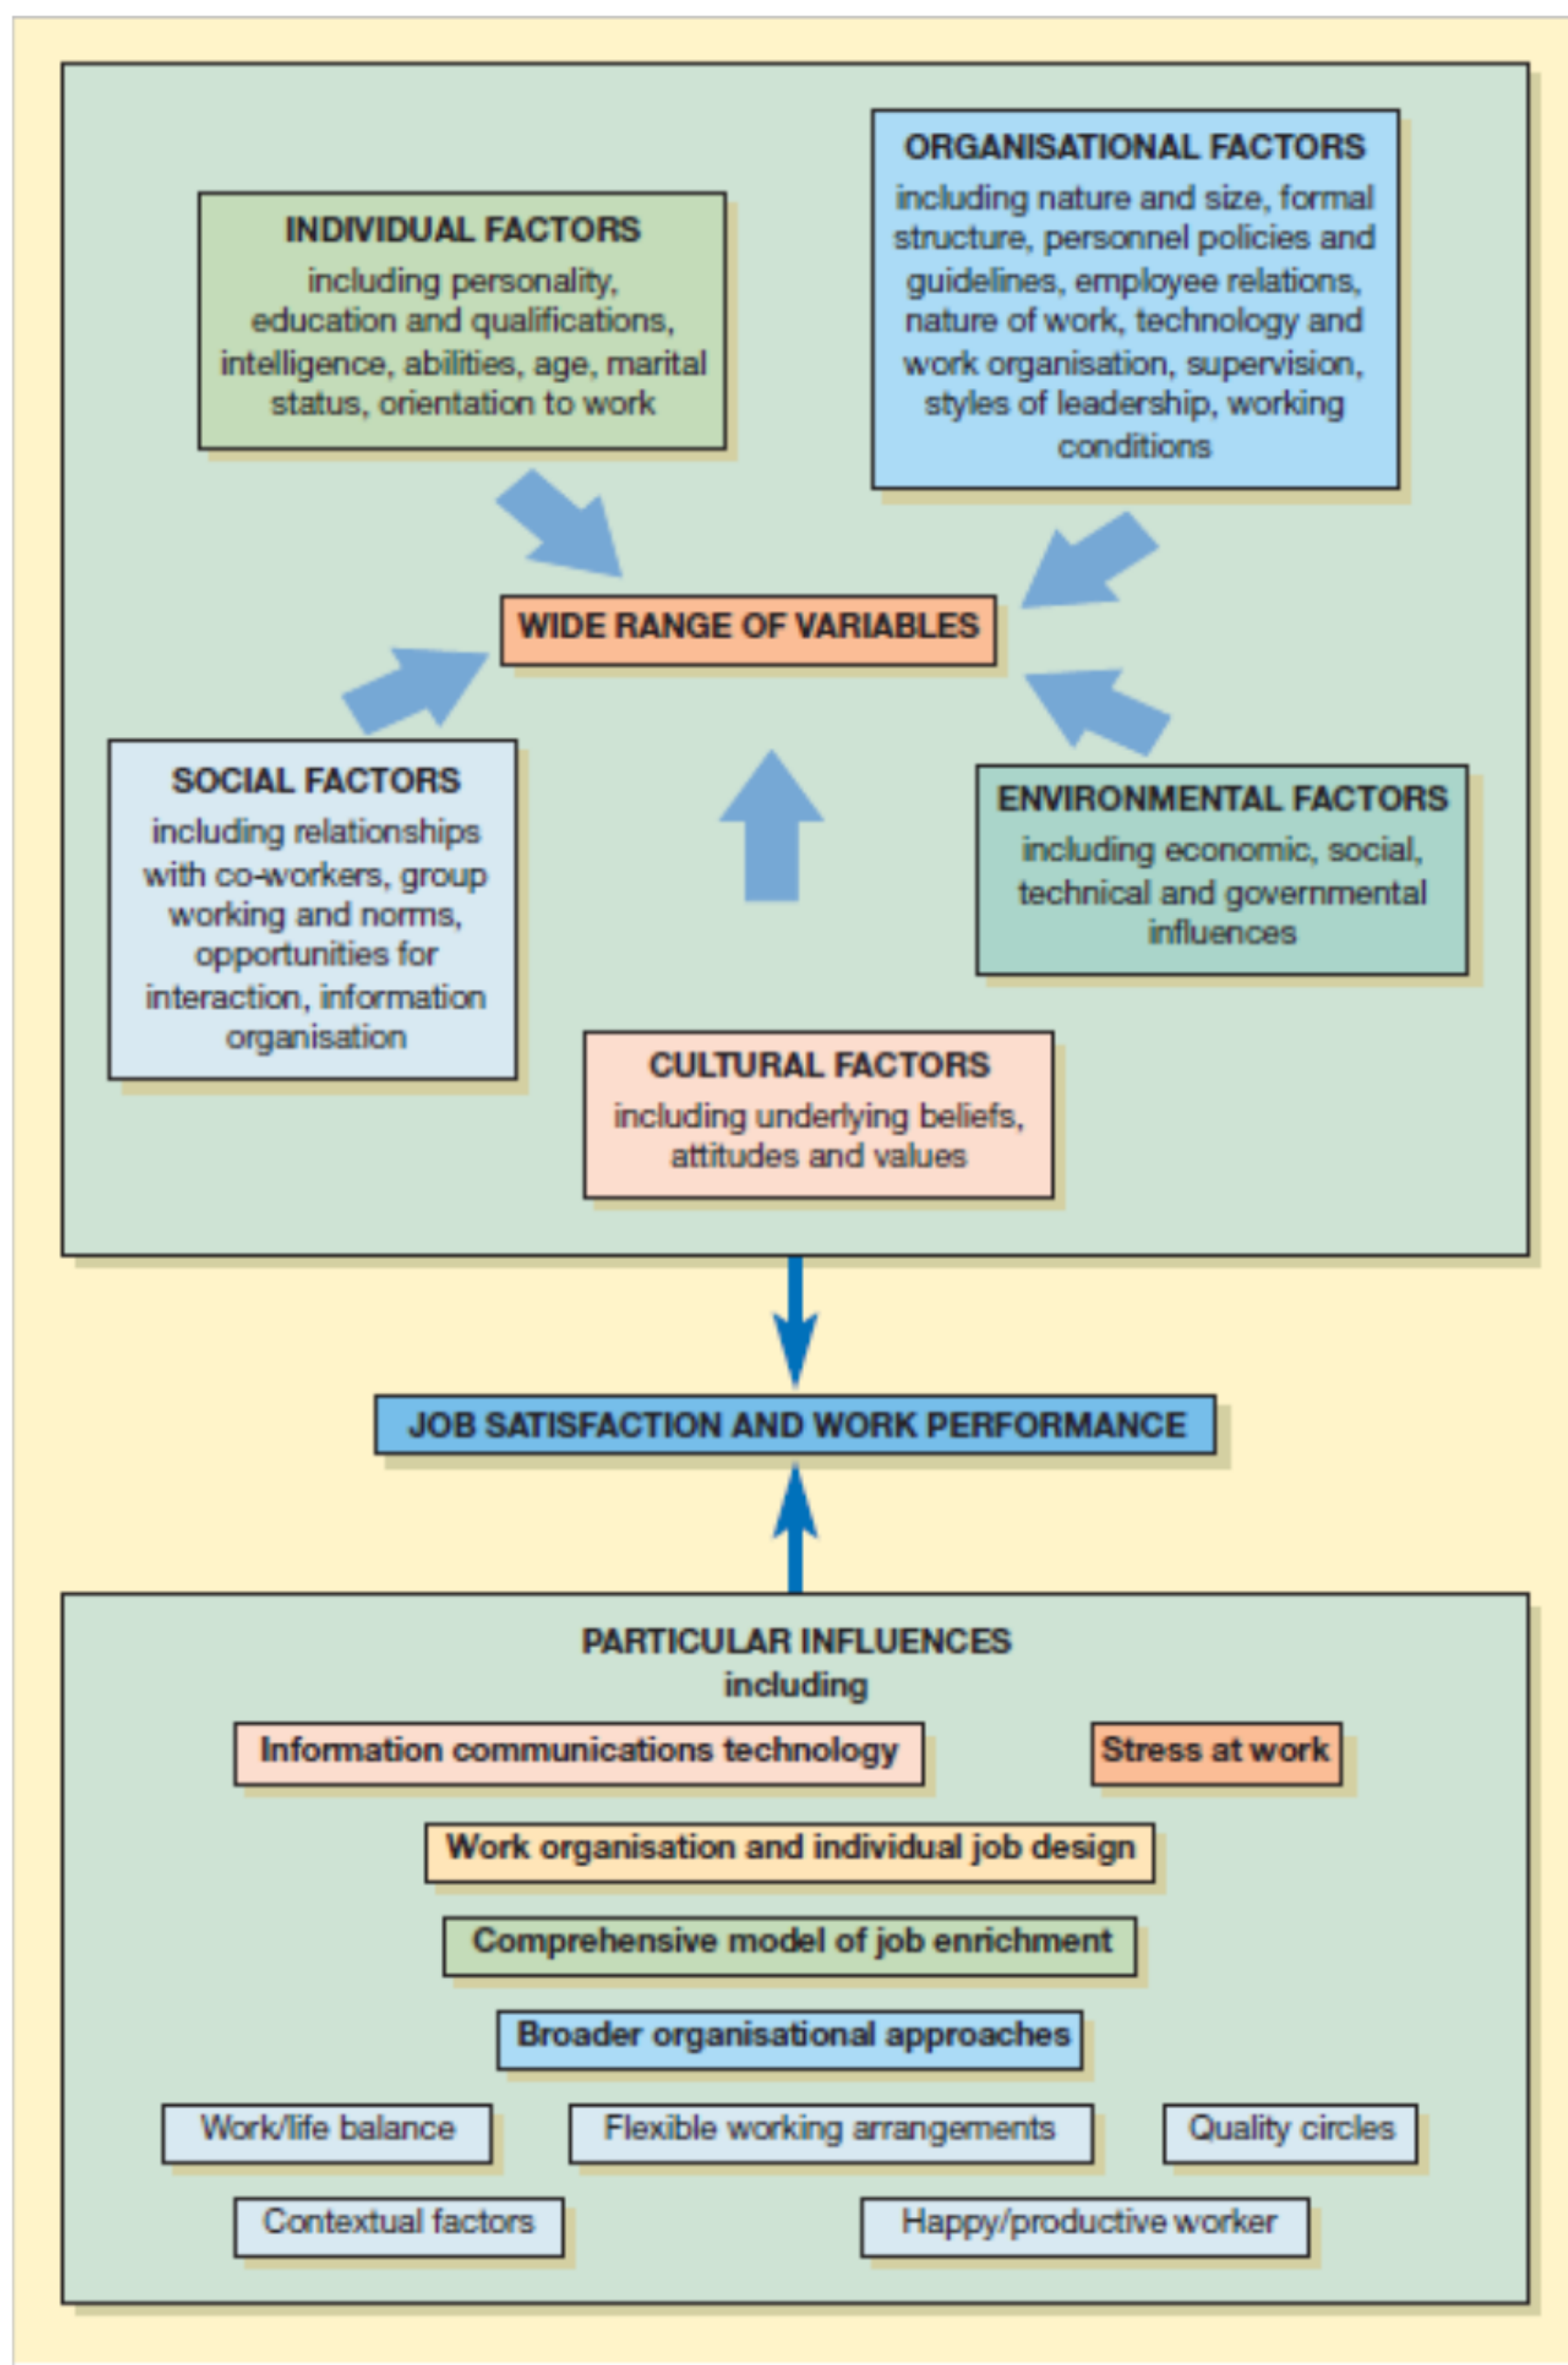 INDIVIDUAL FACTORS
including personality,
education and qualifications,
intelligence, abilities, age, marital
status, orientation to work
ORGANISATIONAL FACTORS
including nature and size, formal
structure, personnel policies and
guidelines, employee relations,
nature of work, technology and
work organisation, supervision,
styles of leadership, working
conditions
WIDE RANGE OF VARIABLES
SOCIAL FACTORS
including relationships
with co-workers, group
working and norms,
opportunities for
interaction, information
organisation
ENVIRONMENTAL FACTORS
including economic, social,
technical and governmental
influences
CULTURAL FACTORS
including underlying beliefs,
attitudes and values
JOB SATISFACTION AND WORK PERFORMANCE
PARTICULAR INFLUENCES
including
Information communications technology
Stress at work
Work organisation and individual job design
Comprehensive model of job enrichment
Broader organisational approaches
Work/life balance
Flexible working arrangements
Quality circles
Contextual factors
Happy/productive worker